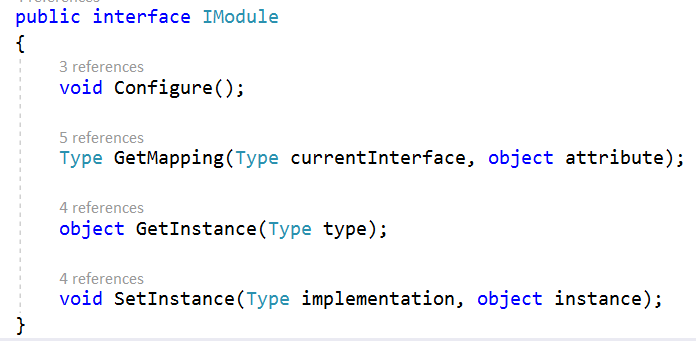 public interface IModule
{
3 references
void Configure();
5 references
Type GetMapping(Type currentInterface, object attribute);
4 references
object GetInstance(Type type);
4 references
void SetInstance(Type implementation, object instance);
}